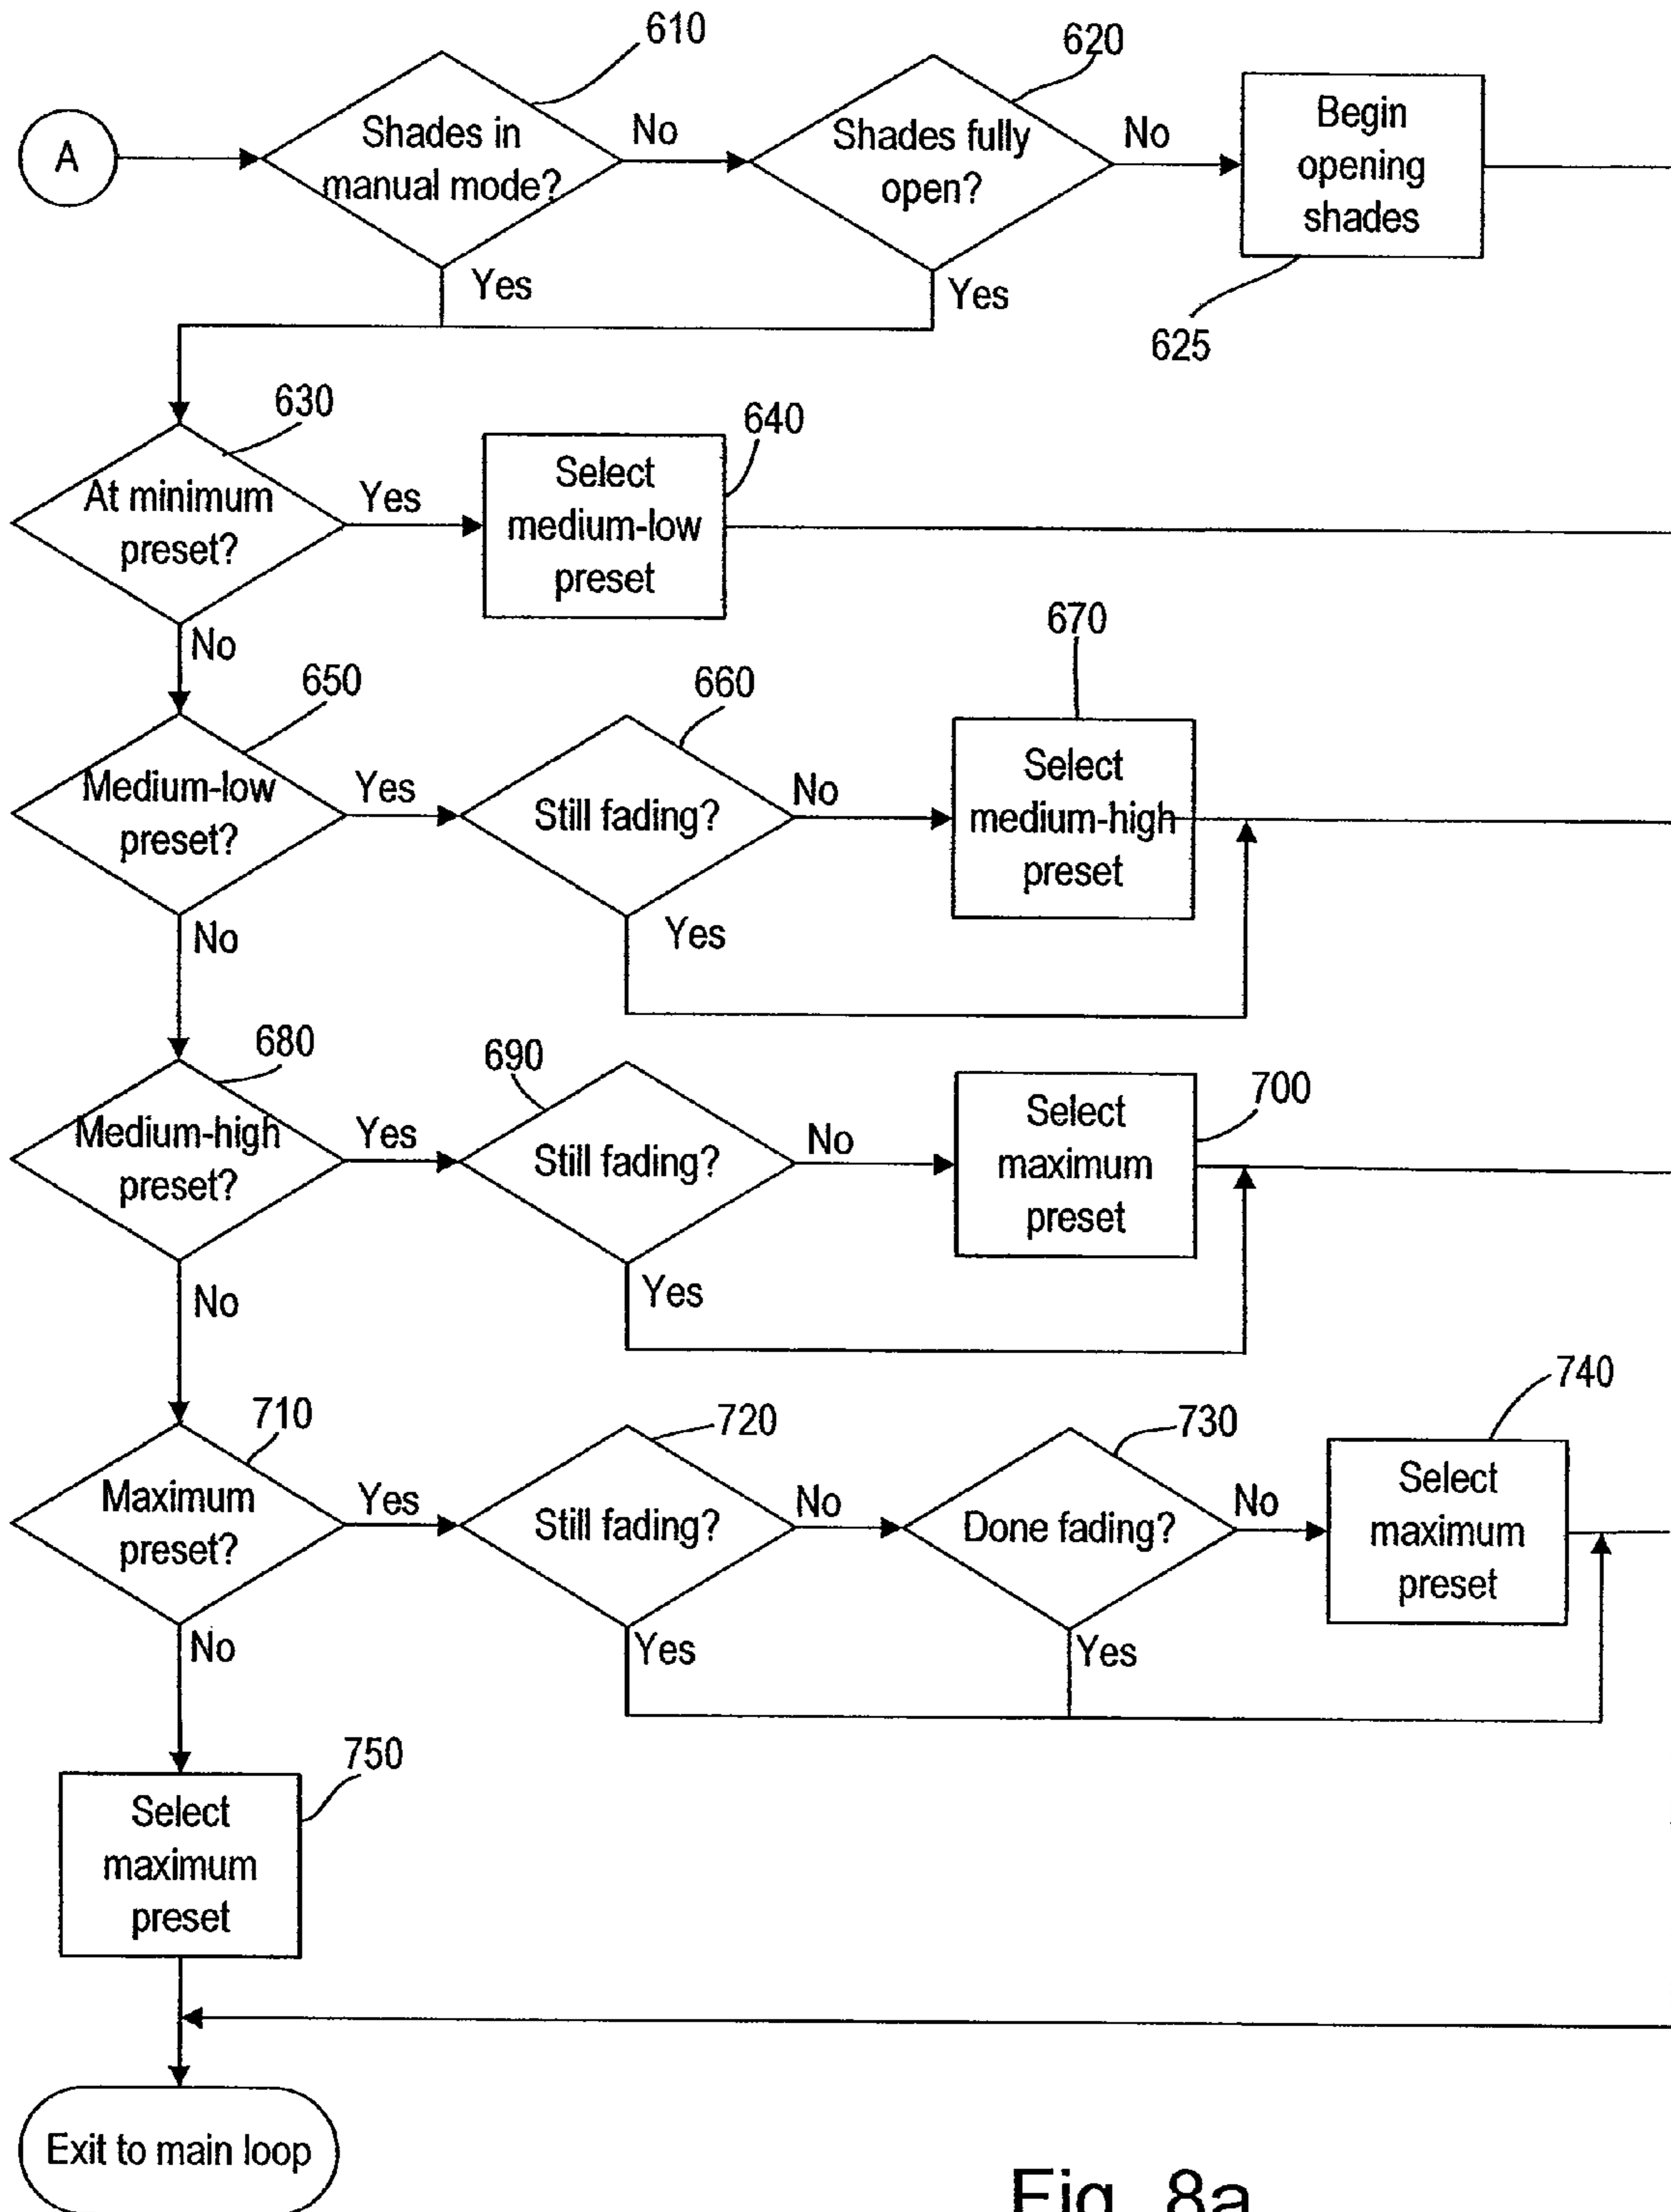 610
620
A
Shades in
manual mode?
No
Shades fully
open?
No
Begin
opening
shades
Yes
Yes
625
630
640
At minimum
preset?
Yes
Select
medium-low
preset
No
650
660
670
Medium-low
preset?
Yes
Still fading?
No
Select
medium-high
preset
No
Yes
680
690
700
Medium-high
preset?
Yes
Still fading?
No
Select
maximum
preset
No
Yes
710
720
730
740
Maximum
preset?
Yes
Still fading?
No
Done fading?
No
Select
maximum
preset
No
Yes
Yes
750
Select
maximum
preset
Exit to main loop
Fig. 8a